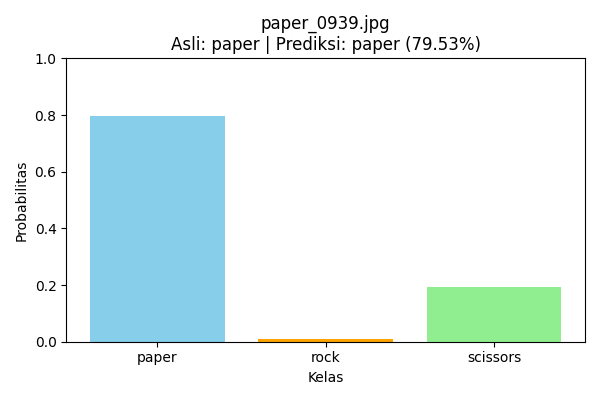 paper_0939.jpg
Asli: paper | Prediksi: paper (79.53%)
1.0
0.8
0.6
0.4
0.2
0.0
Probabilitas
paper
rock
scissors
Kelas